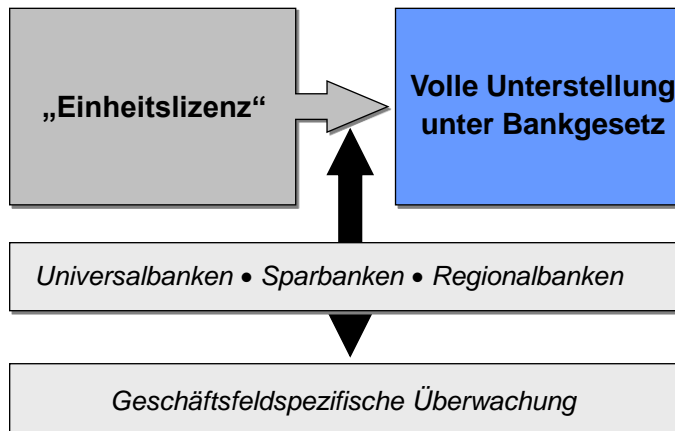 „Einheitslizenz“
Volle Unterstellung
unter Bankgesetz
Universalbanken • Sparbanken • Regionalbanken
Geschäftsfeldspezifische Überwachung